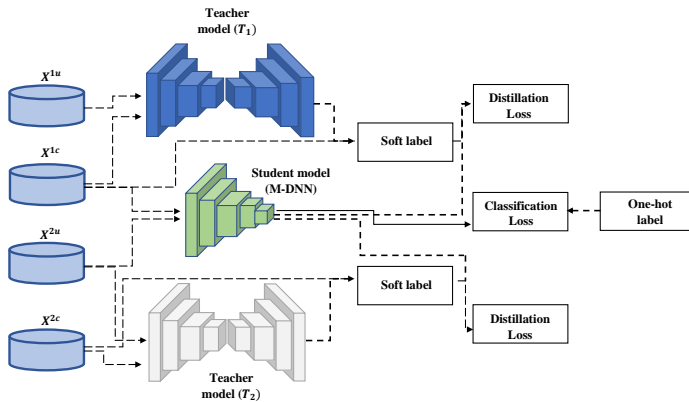 Teacher
model (T₁)
X¹ᵘ
X¹ᶜ
X²ᵘ
X²ᶜ
Student model
(M-DNN)
Teacher
model (T₂)
Soft label
Soft label
Distillation
Loss
Classification
Loss
One-hot
label
Distillation
Loss